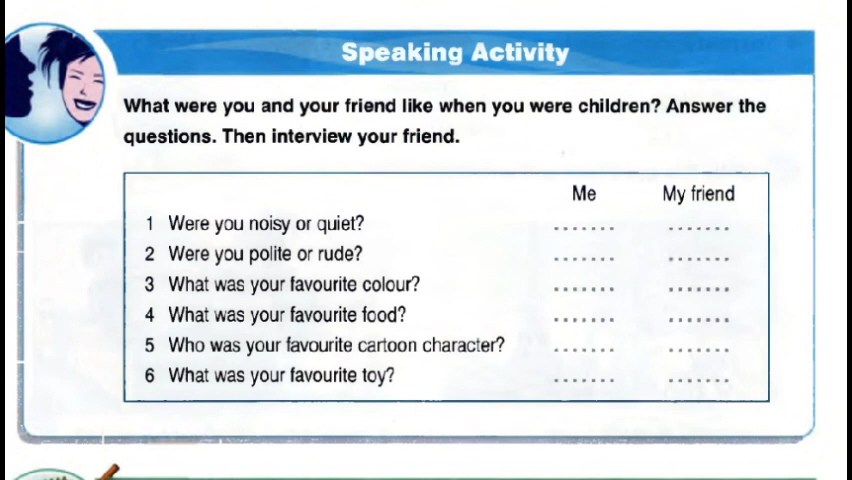 Speaking Activity
What were you and your friend like when you were children? Answer the
questions. Then interview your friend.
Me My friend
1 Were you noisy or quiet? ....... .......
2 Were you polite or rude? ....... .......
3 What was your favourite colour? ....... .......
4 What was your favourite food? ....... .......
5 Who was your favourite cartoon character? ....... .......
6 What was your favourite toy? ....... .......